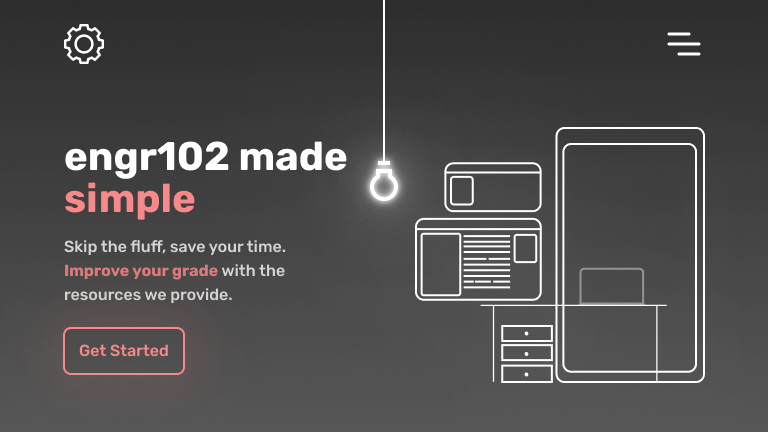 engr102 made
simple
Skip the fluff, save your time.
Improve your grade with the
resources we provide.
Get Started